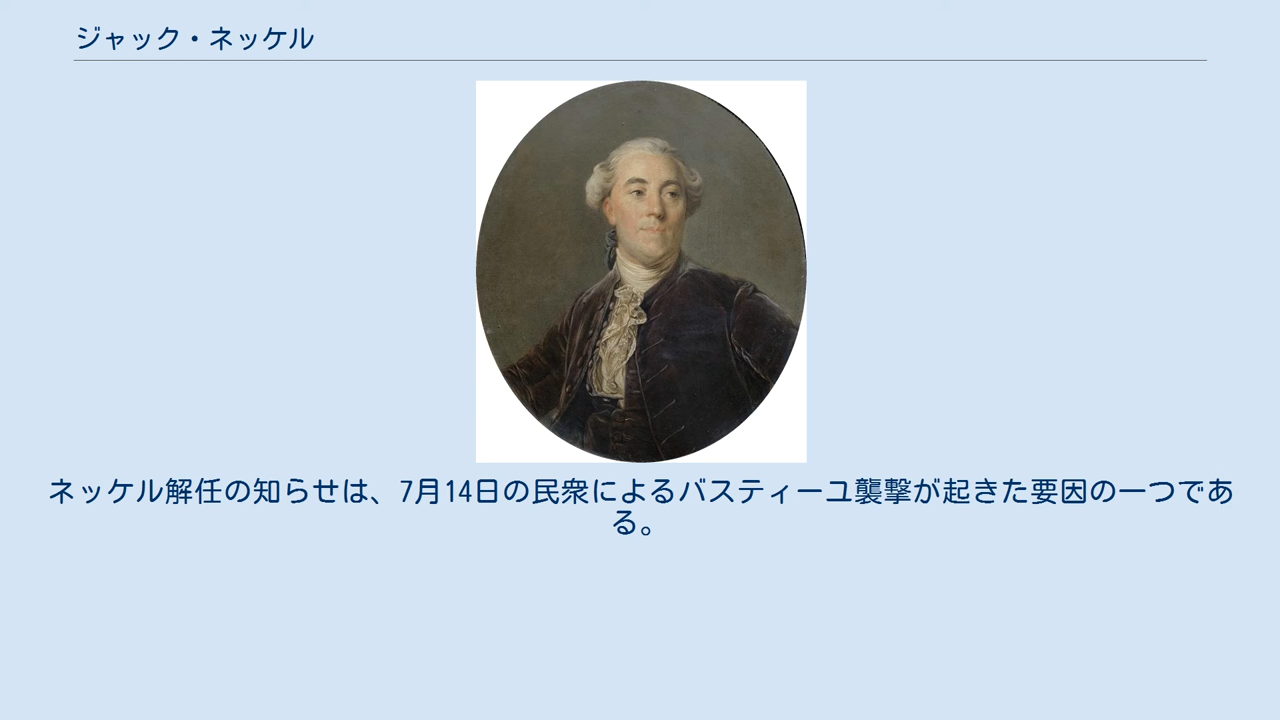 ジャック・ネッケル
ネッケル解任の知らせは、7月14日の民衆によるバスティーユ襲撃が起きた要因の一つであ
る。